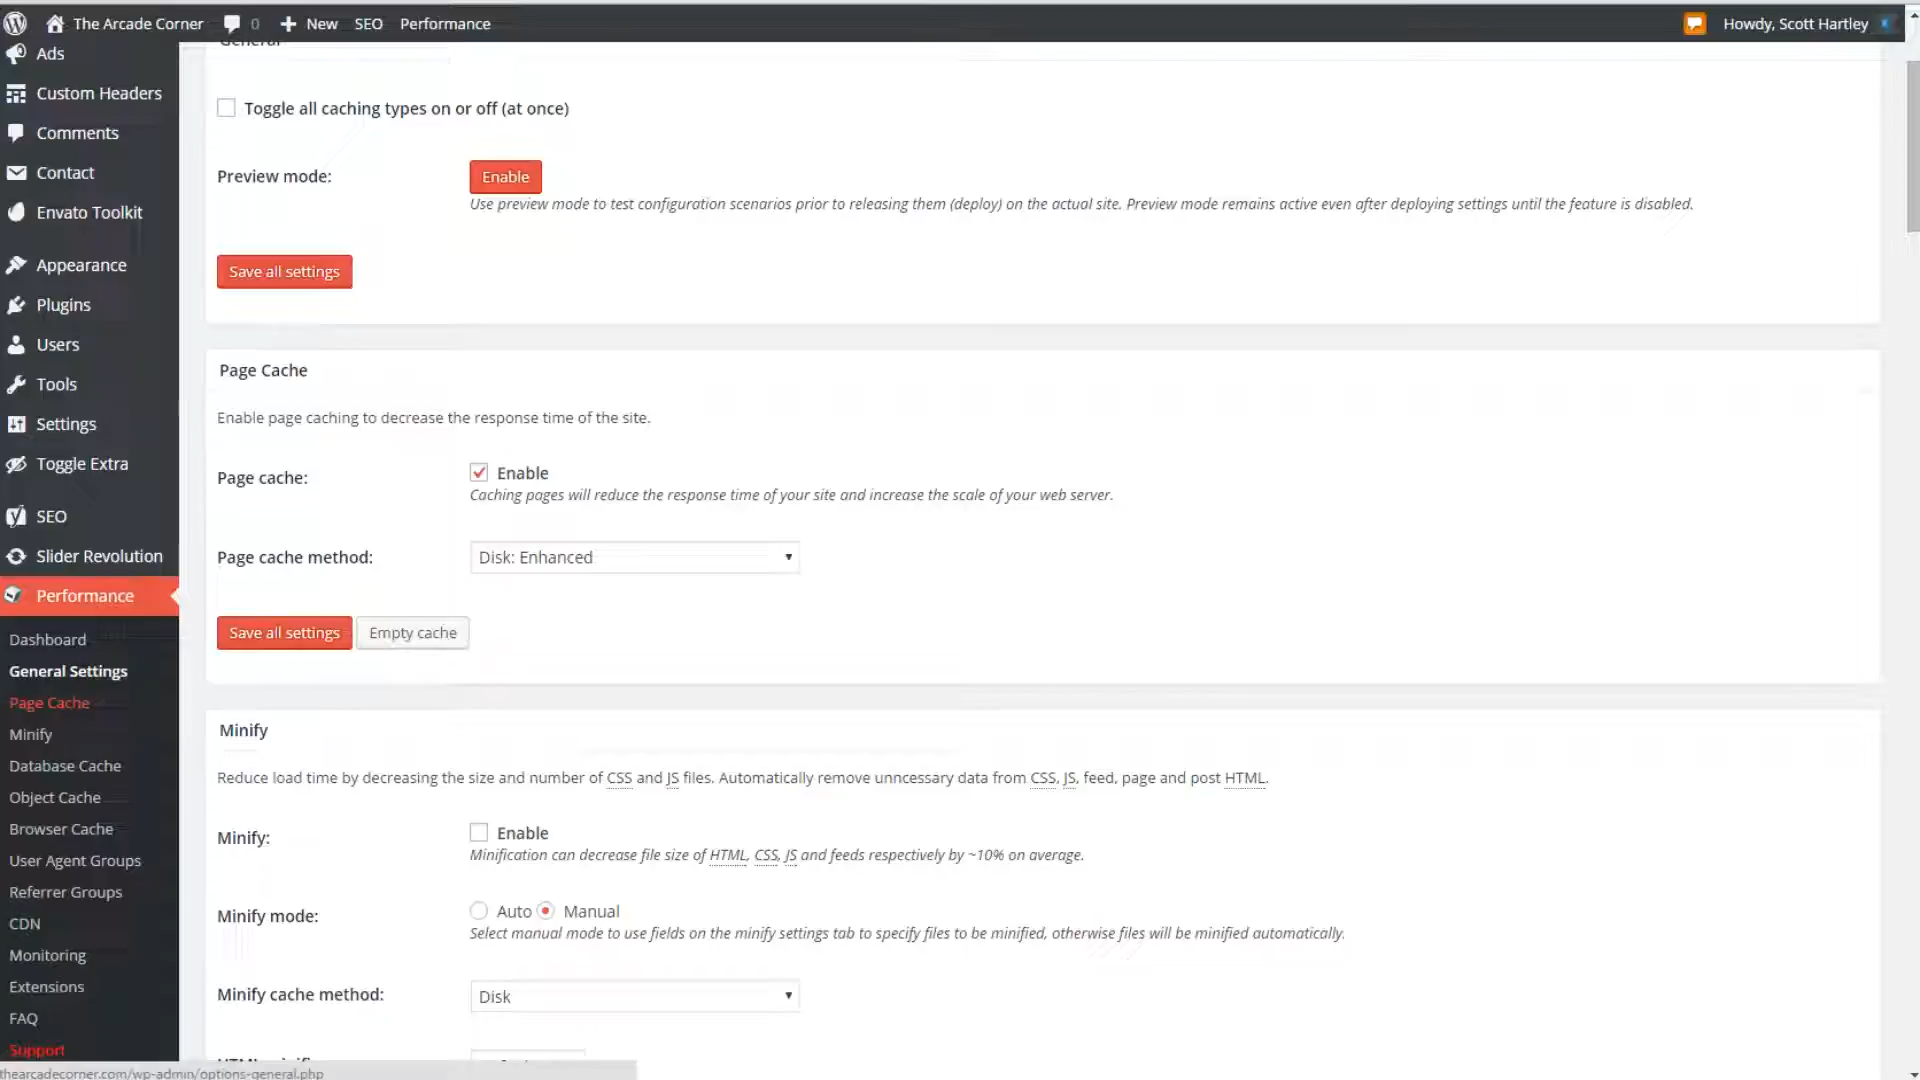 The Arcade Corner 0 New SEO Performance Howdy, Scott Hartley
Ads
Custom Headers
Comments
Contact
Envato Toolkit
Appearance
Plugins
Users
Tools
Settings
Toggle Extra
SEO
Slider Revolution
Performance
Dashboard
General Settings
Page Cache
Minify
Database Cache
Object Cache
Browser Cache
User Agent Groups
Referrer Groups
CDN
Monitoring
Extensions
FAQ
Support
thearcadecorner.com/wp-admin/options-general.php
General
Toggle all caching types on or off (at once)
Preview mode: Enable
Use preview mode to test configuration scenarios prior to releasing them (deploy) on the actual site. Preview mode remains active even after deploying settings until the feature is disabled.
Save all settings
Page Cache
Enable page caching to decrease the response time of the site.
Page cache: Enable
Caching pages will reduce the response time of your site and increase the scale of your web server.
Page cache method: Disk: Enhanced
Save all settings Empty cache
Minify
Reduce load time by decreasing the size and number of CSS and JS files. Automatically remove unncessary data from CSS, JS, feed, page and post HTML.
Minify: Enable
Minification can decrease file size of HTML, CSS, JS and feeds respectively by ~10% on average.
Minify mode: Auto Manual
Select manual mode to use fields on the minify settings tab to specify files to be minified, otherwise files will be minified automatically.
Minify cache method: Disk